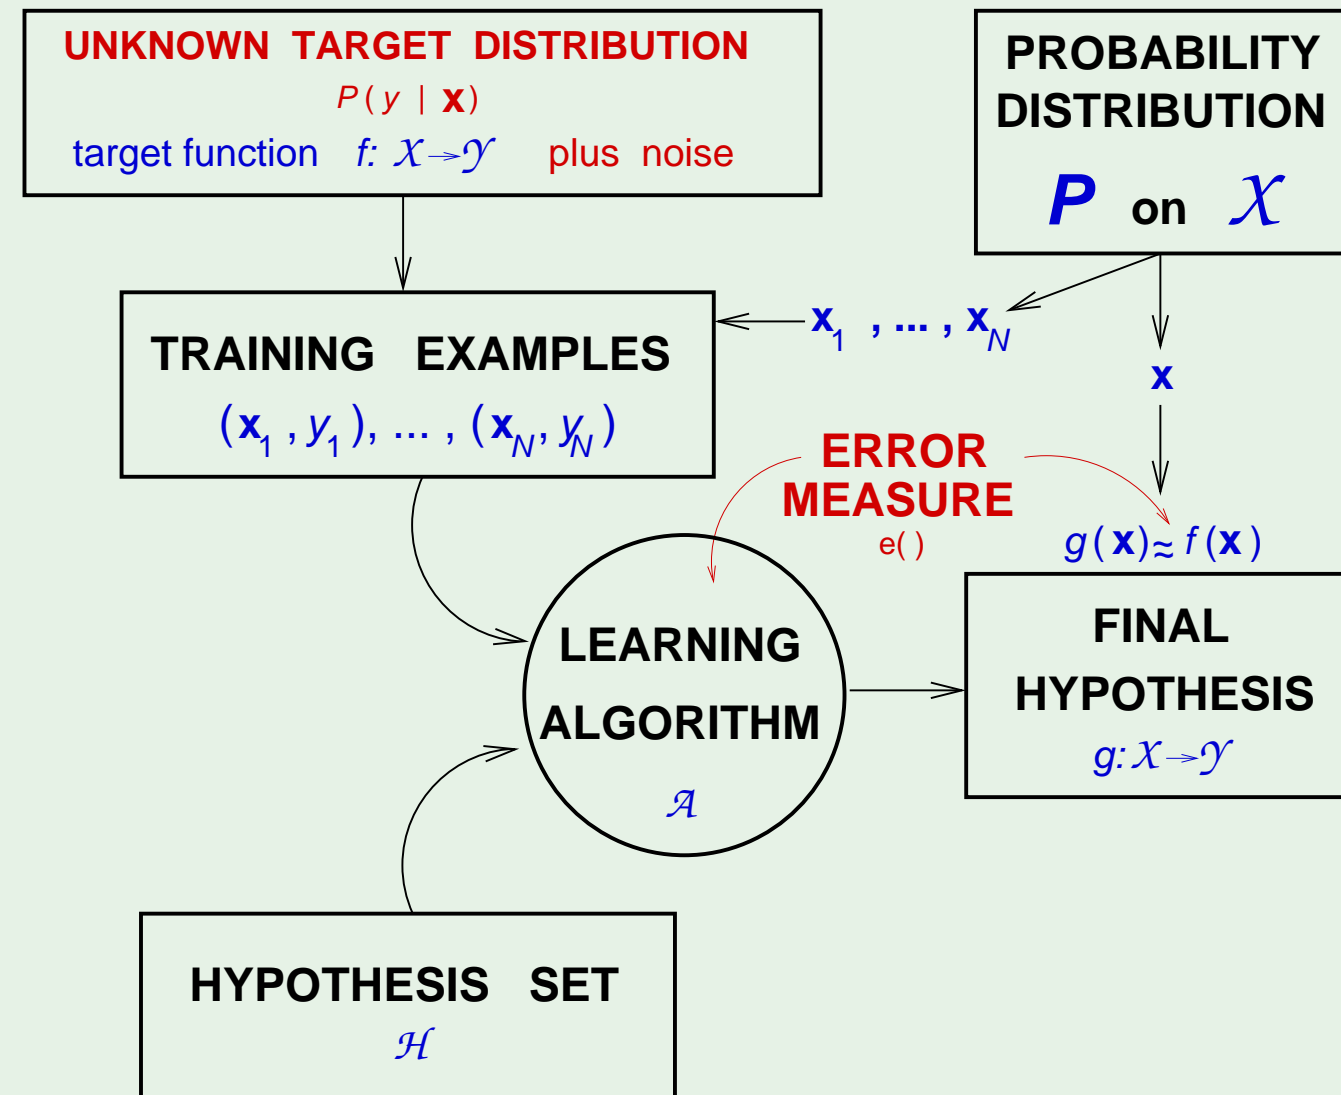 UNKNOWN TARGET DISTRIBUTION
P(y | x)
target function f: X→Y plus noise
PROBABILITY
DISTRIBUTION
P on X
x1 , ... , xN
TRAINING EXAMPLES
(x1 , y1), ... , (xN, yN)
x
ERROR
MEASURE
e( )
g(x) ≈ f(x)
LEARNING
ALGORITHM
A
FINAL
HYPOTHESIS
g: X→Y
HYPOTHESIS SET
H